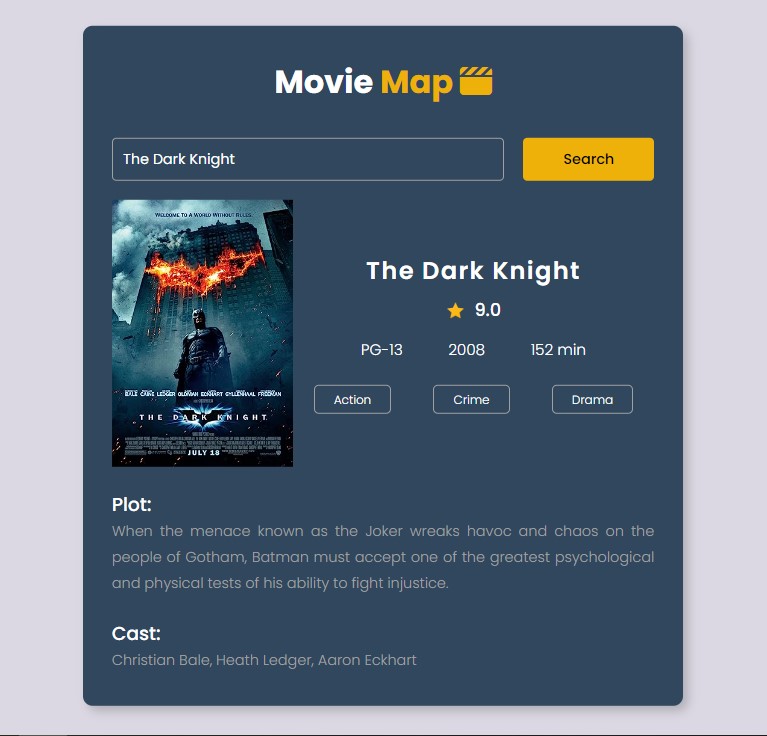 Movie Map
The Dark Knight
Search
WELCOME TO A WORLD WITHOUT RULES.
BALE CAINE LEDGER OLDMAN ECKHART GYLLENHAAL FREEMAN
THE DARK KNIGHT
JULY 18
The Dark Knight
9.0
PG-13 2008 152 min
Action Crime Drama
Plot:
When the menace known as the Joker wreaks havoc and chaos on the
people of Gotham, Batman must accept one of the greatest psychological
and physical tests of his ability to fight injustice.
Cast:
Christian Bale, Heath Ledger, Aaron Eckhart